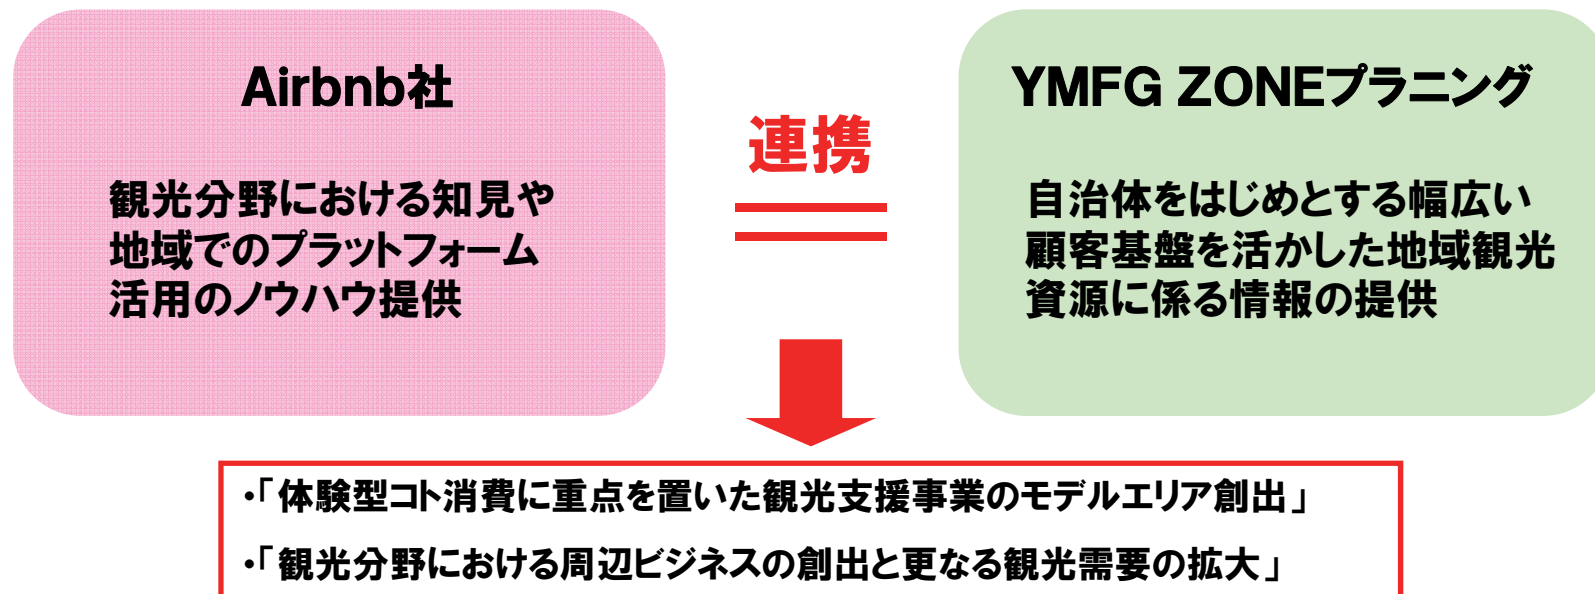 Airbnb社
観光分野における知見や
地域でのプラットフォーム
活用のノウハウ提供
連携
YMFG ZONEプラニング
自治体をはじめとする幅広い
顧客基盤を活かした地域観光
資源に係る情報の提供
・「体験型コト消費に重点を置いた観光支援事業のモデルエリア創出」
・「観光分野における周辺ビジネスの創出と更なる観光需要の拡大」